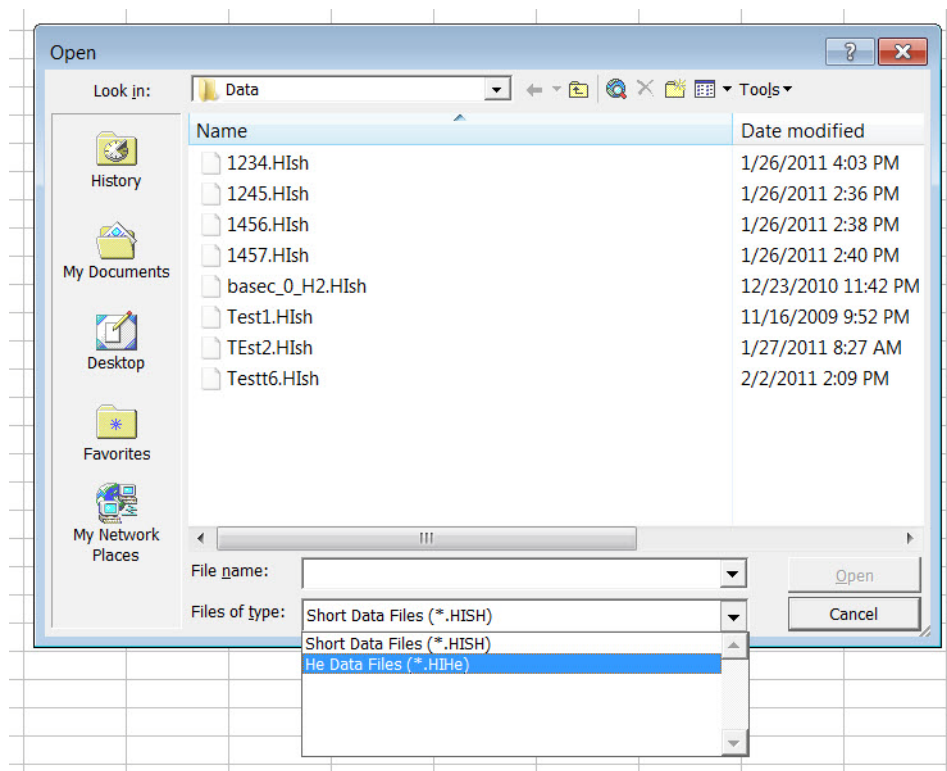 Open
Look in:
Data
Tools
Name
Date modified
1234.HIsh
1/26/2011 4:03 PM
1245.HIsh
1/26/2011 2:36 PM
1456.HIsh
1/26/2011 2:38 PM
1457.HIsh
1/26/2011 2:40 PM
basec_0_H2.HIsh
12/23/2010 11:42 PM
Test1.HIsh
11/16/2009 9:52 PM
TEst2.HIsh
1/27/2011 8:27 AM
Testt6.HIsh
2/2/2011 2:09 PM
History
My Documents
Desktop
Favorites
My Network
Places
File name:
Open
Files of type:
Short Data Files (*.HISH)
Cancel
Short Data Files (*.HISH)
He Data Files (*.HIHe)